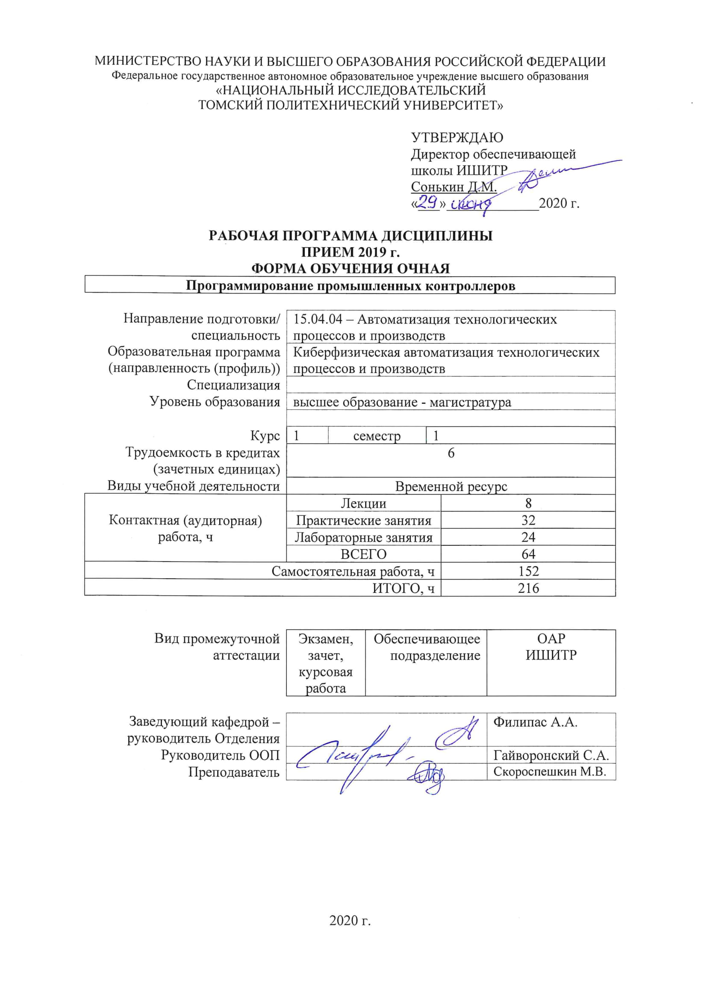 МИНИСТЕРСТВО НАУКИ И ВЫСШЕГО ОБРАЗОВАНИЯ РОССИЙСКОЙ ФЕДЕРАЦИИ
Федеральное государственное автономное образовательное учреждение высшего образования
«НАЦИОНАЛЬНЫЙ ИССЛЕДОВАТЕЛЬСКИЙ
ТОМСКИЙ ПОЛИТЕХНИЧЕСКИЙ УНИВЕРСИТЕТ»
УТВЕРЖДАЮ
Директор обеспечивающей
школы ИШИТР
Сонькин Д.М.
«29» июня 2020 г.
РАБОЧАЯ ПРОГРАММА ДИСЦИПЛИНЫ
ПРИЕМ 2019 г.
ФОРМА ОБУЧЕНИЯ ОЧНАЯ
Программирование промышленных контроллеров
Направление подготовки/ 15.04.04 – Автоматизация технологических
специальность процессов и производств
Образовательная программа Киберфизическая автоматизация технологических
(направленность (профиль)) процессов и производств
Специализация
Уровень образования высшее образование - магистратура
Курс 1 семестр 1
Трудоемкость в кредитах 6
(зачетных единицах)
Виды учебной деятельности Временной ресурс
Лекции 8
Контактная (аудиторная) Практические занятия 32
работа, ч Лабораторные занятия 24
ВСЕГО 64
Самостоятельная работа, ч 152
ИТОГО, ч 216
Вид промежуточной Экзамен, Обеспечивающее ОАР
аттестации зачет, подразделение ИШИТР
курсовая
работа
Заведующий кафедрой – Филипас А.А.
руководитель Отделения
Руководитель ООП Гайворонский С.А.
Преподаватель Скороспешкин М.В.
2020 г.